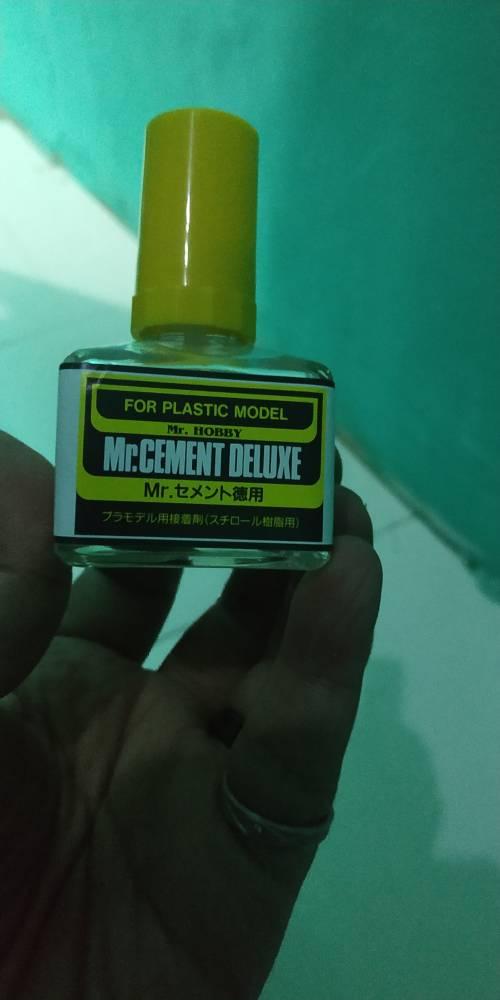 FOR PLASTIC MODEL
Mr. HOBBY
Mr.CEMENT DELUXE
Mr.セメント徳用
プラモデル用接着剤(スチロール樹脂用)